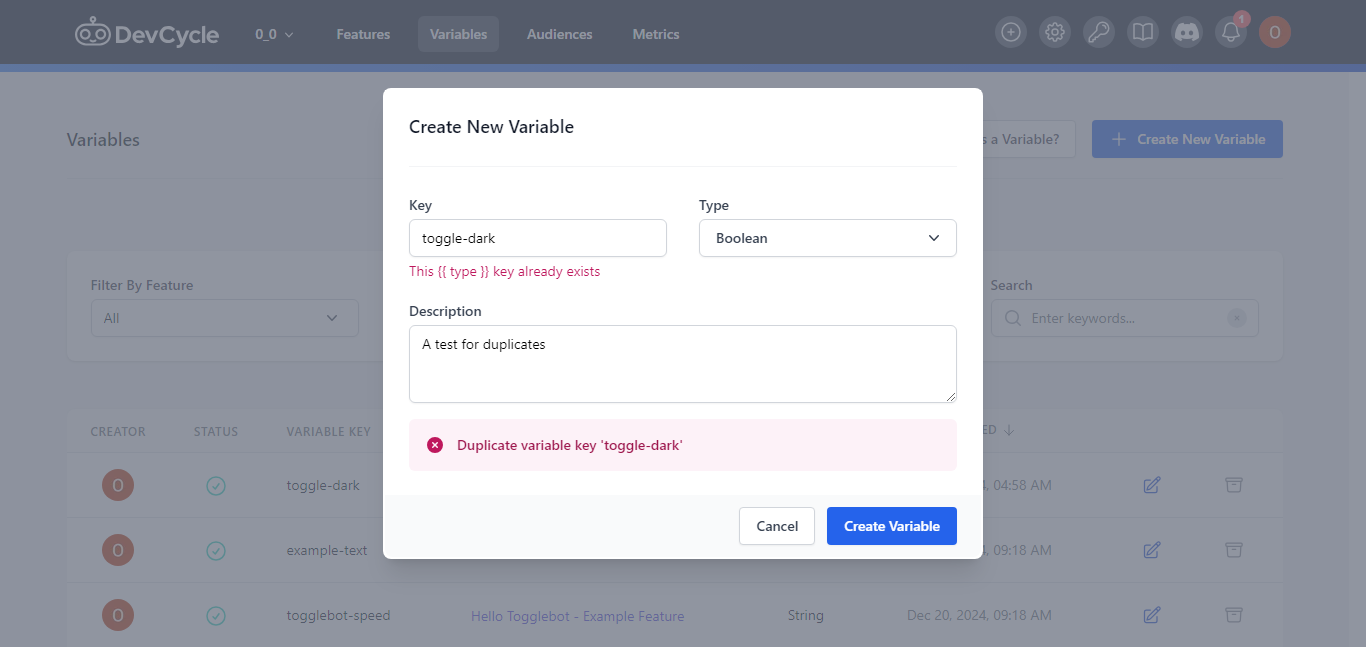 DevCycle 0_0 Features Variables Audiences Metrics 1 O
Variables s a Variable? Create New Variable
Create New Variable
Key Type
toggle-dark Boolean
This {{ type }} key already exists
Filter By Feature Search
All Enter keywords...
Description
A test for duplicates
CREATOR STATUS VARIABLE KEY ED
Duplicate variable key 'toggle-dark'
O toggle-dark 4, 04:58 AM
Cancel Create Variable
O example-text 4, 09:18 AM
O togglebot-speed Hello Togglebot - Example Feature String Dec 20, 2024, 09:18 AM